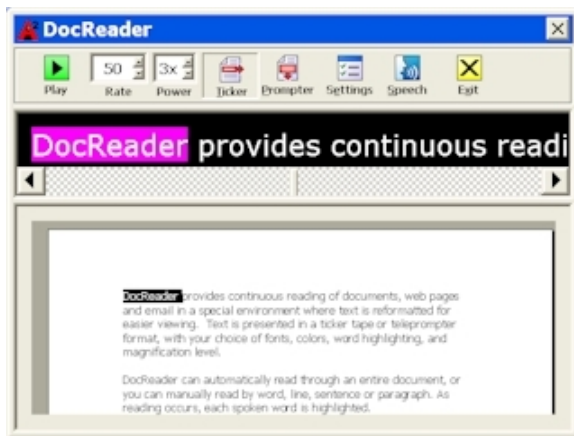 DocReader
50 3x
Play Rate Power Ticker Prompter Settings Speech Exit
DocReader provides continuous readi
DocReader provides continuous reading of documents, web pages
and email in a special environment where text is reformatted for
easier viewing. Text is presented in a ticker tape or teleprompter
format, with your choice of fonts, colors, word highlighting, and
magnification level.
DocReader can automatically read through an entire document, or
you can manually read by word, line, sentence or paragraph. As
reading occurs, each spoken word is highlighted.